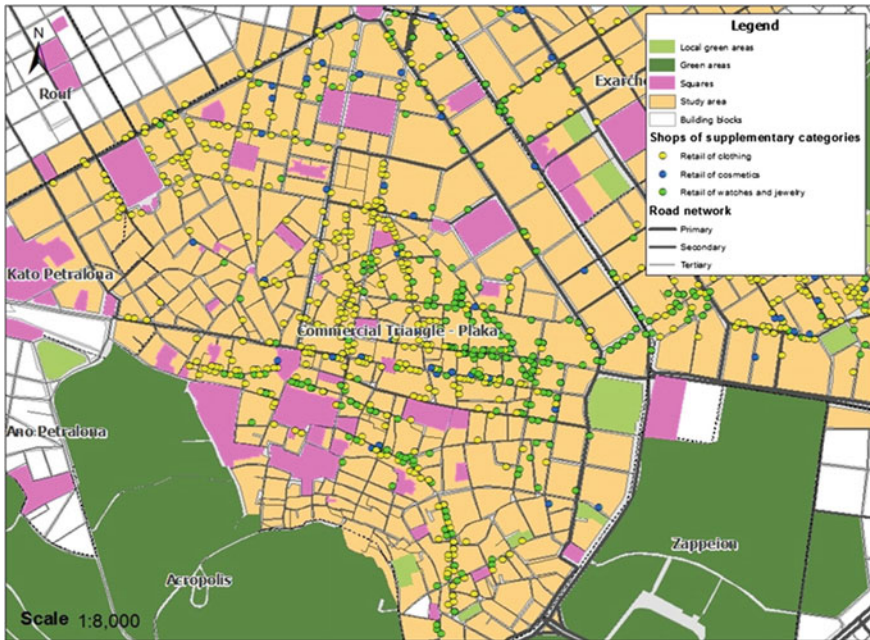 Legend
Local green areas
Green areas
Squares
Study area
Building blocks
Shops of supplementary categories
Retail of clothing
Retail of cosmetics
Retail of watches and jewelry
Road network
Primary
Secondary
Tertiary
N
Rouf
Exarche
Kato Petralona
Commercial Triangle - Plaka
Ano Petralona
Zappeion
Acropolis
Scale 1:8,000